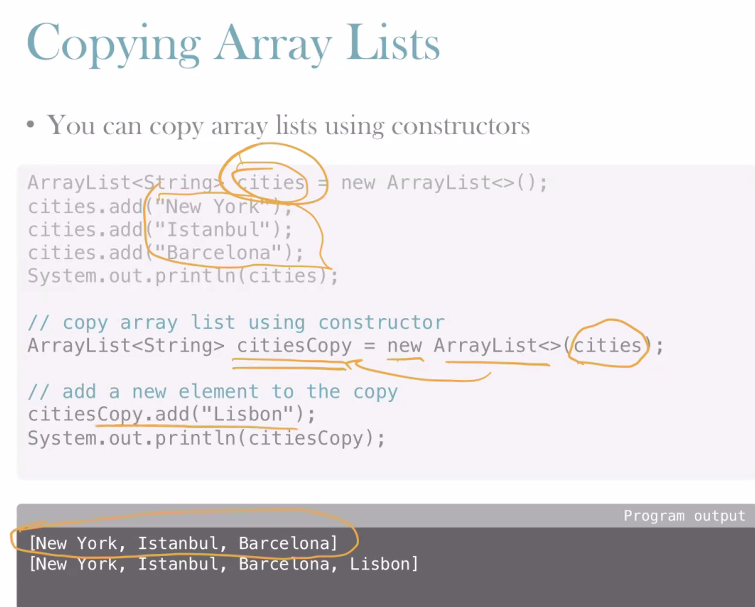 Copying Array Lists
• You can copy array lists using constructors
ArrayList<String> cities = new ArrayList<>();
cities.add("New York");
cities.add("Istanbul");
cities.add("Barcelona");
System.out.println(cities);
// copy array list using constructor
ArrayList<String> citiesCopy = new ArrayList<>(cities);
// add a new element to the copy
citiesCopy.add("Lisbon");
System.out.println(citiesCopy);
Program output
[New York, Istanbul, Barcelona]
[New York, Istanbul, Barcelona, Lisbon]